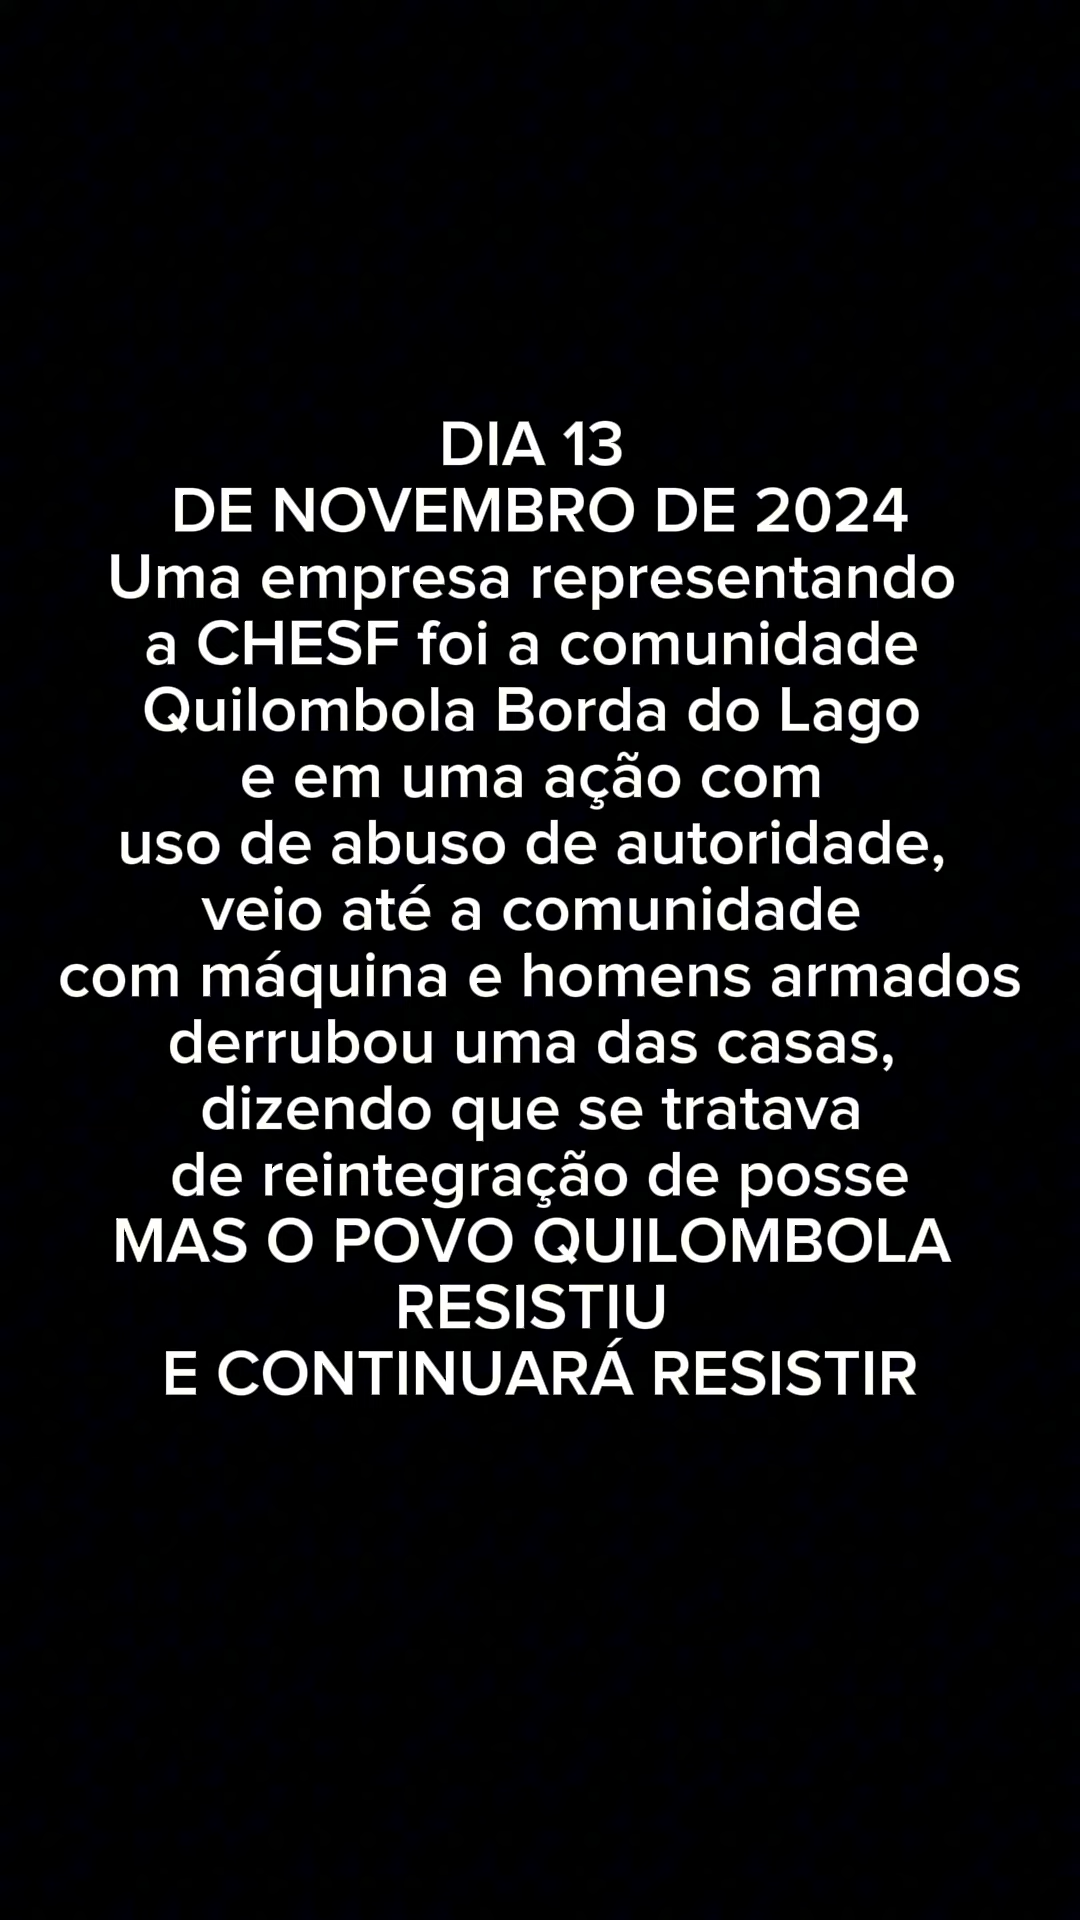 DIA 13
DE NOVEMBRO DE 2024
Uma empresa representando
a CHESF foi a comunidade
Quilombola Borda do Lago
e em uma ação com
uso de abuso de autoridade,
veio até a comunidade
com máquina e homens armados
derrubou uma das casas,
dizendo que se tratava
de reintegração de posse
MAS O POVO QUILOMBOLA
RESISTIU
E CONTINUARÁ RESISTIR